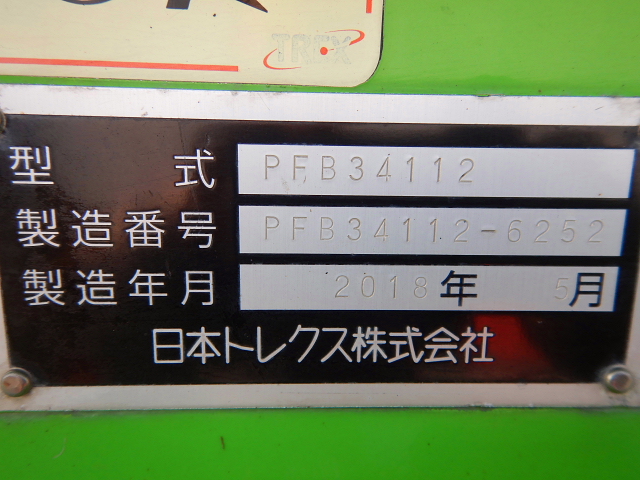 TREX
型式 PFB34112
製造番号 PFB34112-6252
製造年月 2018年 5月
日本トレクス株式会社